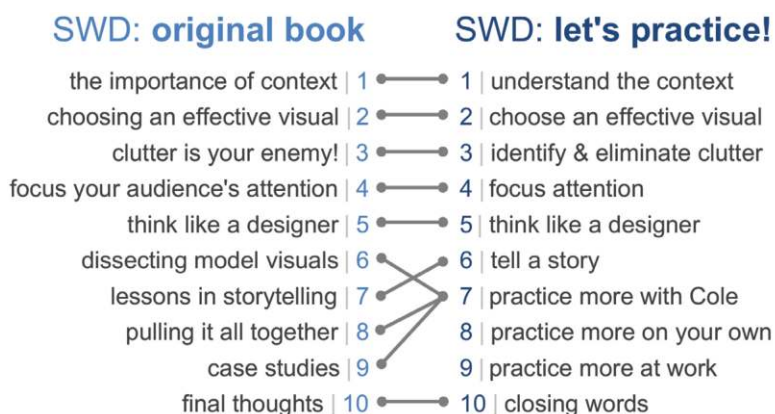 SWD: original book SWD: let's practice!
the importance of context | 1 1 | understand the context
choosing an effective visual | 2 2 | choose an effective visual
clutter is your enemy! | 3 3 | identify & eliminate clutter
focus your audience's attention | 4 4 | focus attention
think like a designer | 5 5 | think like a designer
dissecting model visuals | 6 6 | tell a story
lessons in storytelling | 7 7 | practice more with Cole
pulling it all together | 8 8 | practice more on your own
case studies | 9 9 | practice more at work
final thoughts | 10 10 | closing words